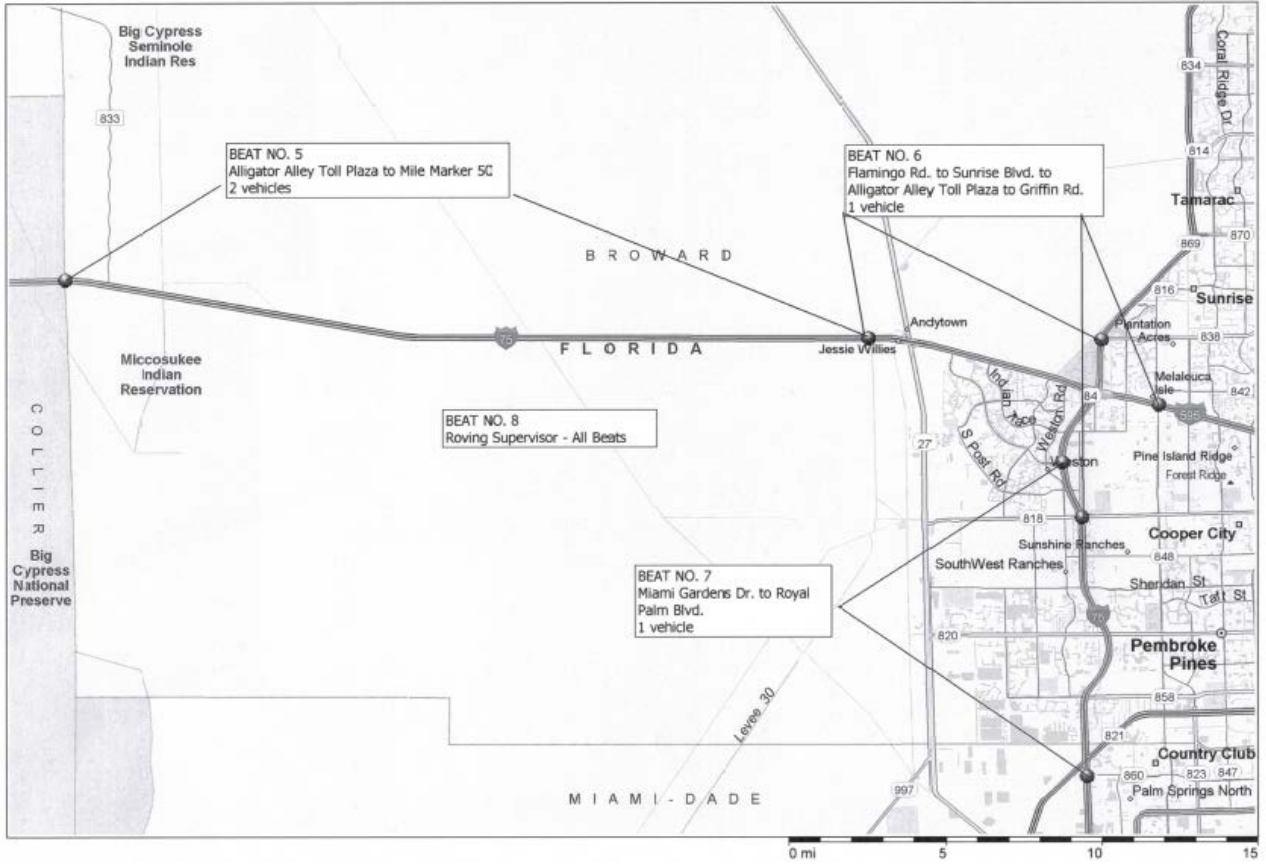 Big Cypress
Seminole
Indian Res
833
834
Coral Ridge Dr
814
BEAT NO. 5
Alligator Alley Toll Plaza to Mile Marker 50
2 vehicles
BEAT NO. 6
Flamingo Rd. to Sunrise Blvd. to
Alligator Alley Toll Plaza to Griffin Rd.
1 vehicle
Tamarac
870
869
BROWARD
816
Sunrise
Andytown
Plantation
Acres
838
75
FLORIDA
Jessie Willies
Miccosukee
Indian
Reservation
Melaleuca
Isle
842
84
595
Indian Trace
Weston Rd
S Post Rd
BEAT NO. 8
Roving Supervisor - All Beats
27
Weston
Pine Island Ridge
Forest Ridge
COLLIER
818
Cooper City
Sunshine Ranches
848
SouthWest Ranches
Big
Cypress
National
Preserve
BEAT NO. 7
Miami Gardens Dr. to Royal
Palm Blvd.
1 vehicle
Sheridan St
Taft St
75
820
Pembroke
Pines
Levee 30
858
821
Country Club
860
823
847
997
Palm Springs North
MIAMI-DADE
0 mi
5
10
15